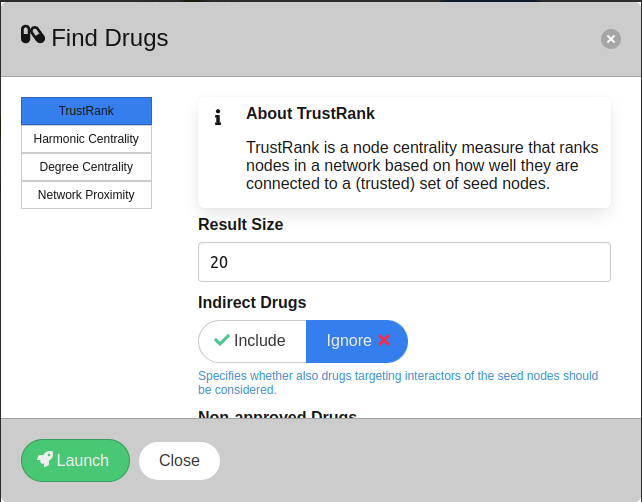 Find Drugs
TrustRank
Harmonic Centrality
Degree Centrality
Network Proximity
About TrustRank
TrustRank is a node centrality measure that ranks
nodes in a network based on how well they are
connected to a (trusted) set of seed nodes.
Result Size
20
Indirect Drugs
Include
Ignore
Specifies whether also drugs targeting interactors of the seed nodes should
be considered.
Non-approved Drugs
Launch
Close